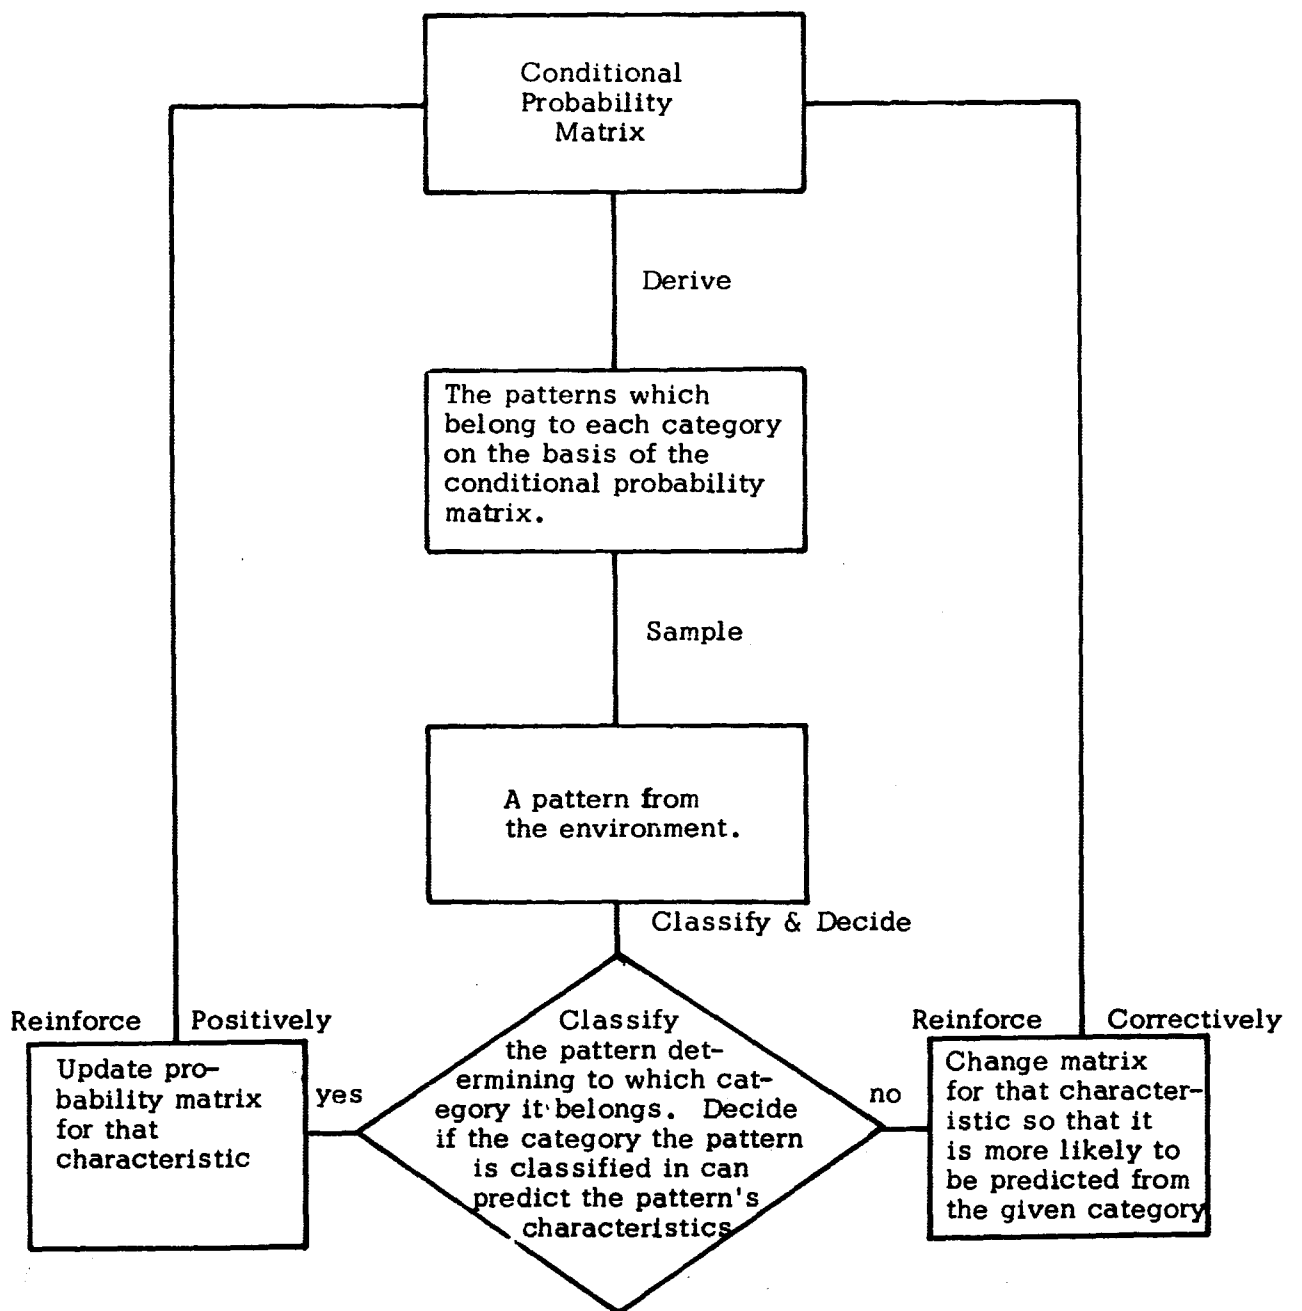 Conditional
Probability
Matrix
Derive
The patterns which
belong to each category
on the basis of the
conditional probability
matrix.
Sample
A pattern from
the environment.
Classify & Decide
Reinforce Positively
Update pro-
bability matrix
for that
characteristic
yes
Classify
the pattern det-
ermining to which cat-
egory it belongs. Decide
if the category the pattern
is classified in can
predict the pattern's
characteristics
no
Reinforce Correctively
Change matrix
for that character-
istic so that it
is more likely to
be predicted from
the given category